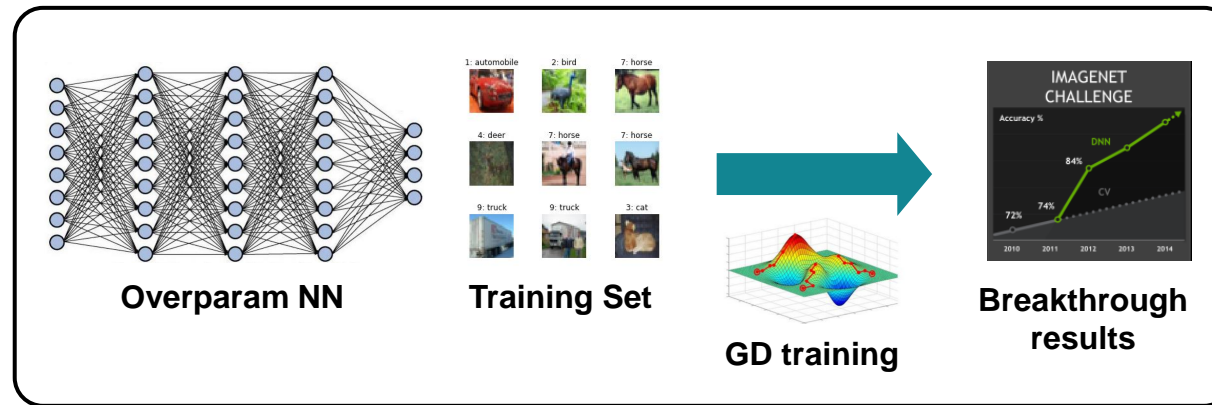 1: automobile
2: bird
7: horse
4: deer
7: horse
7: horse
9: truck
9: truck
3: cat
IMAGENET
CHALLENGE
Accuracy %
DNN
84%
CV
74%
72%
2010 2011 2012 2013 2014
Overparam NN
Training Set
GD training
Breakthrough
results